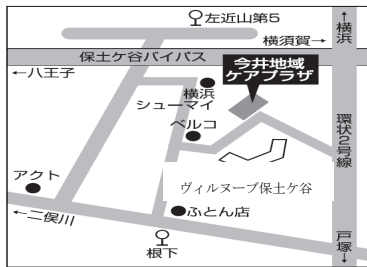 左近山第5
↑横浜
横須賀→
保土ケ谷バイパス
←八王子
今井地域
ケアプラザ
横浜
シューマイ
ベルコ
環状2号線
ヴィルヌーブ保土ケ谷
アクト
ふとん店
←二俣川
根下
戸塚↓